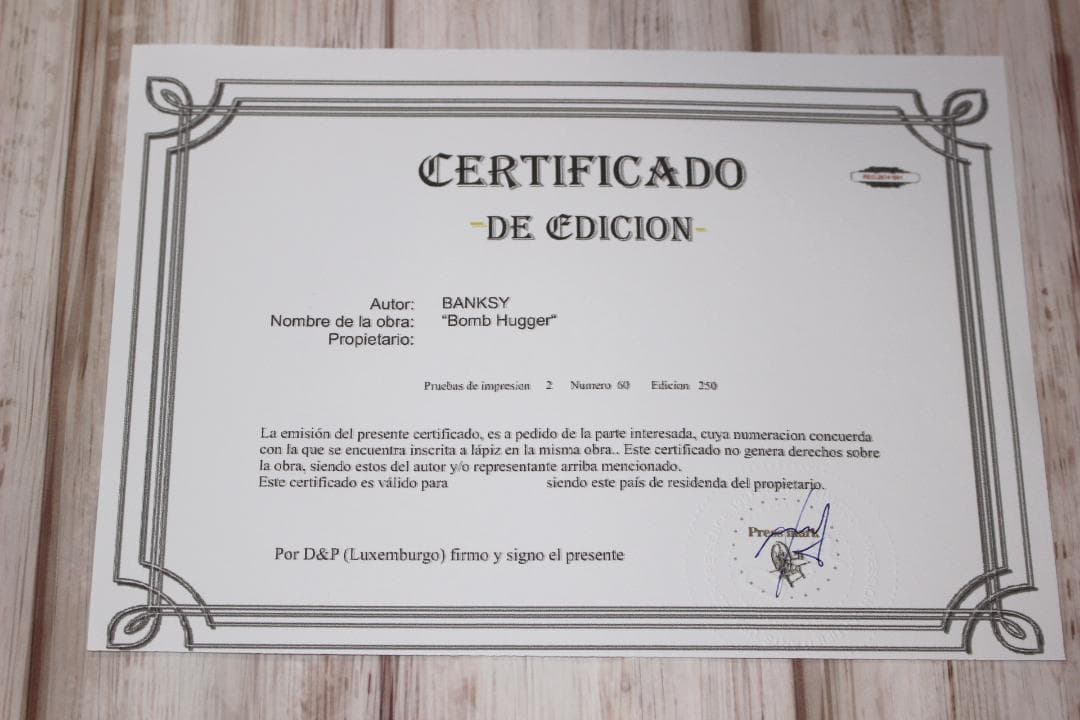 CERTIFICADO
-DE EDICION-
Autor: BANKSY
Nombre de la obra: “Bomb Hugger“
Propietario:
Pruebas de impresion 2 Numero 60 Edicion 250
La emisión del presente certificado, es a pedido de la parte interesada, cuya numeracion concuerda
con la que se encuentra inscrita a lápiz en la misma obra.. Este certificado no genera derechos sobre
la obra, siendo estos del autor y/o representante arriba mencionado.
Este certificado es válido para siendo este país de residenda del propietario.
Press mark
Por D&P (Luxemburgo) firmo y signo el presente